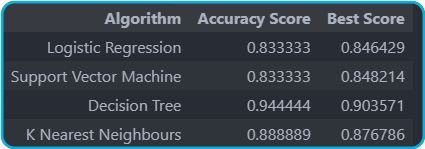 Algorithm Accuracy Score Best Score
Logistic Regression 0.833333 0.846429
Support Vector Machine 0.833333 0.848214
Decision Tree 0.944444 0.903571
K Nearest Neighbours 0.888889 0.876786